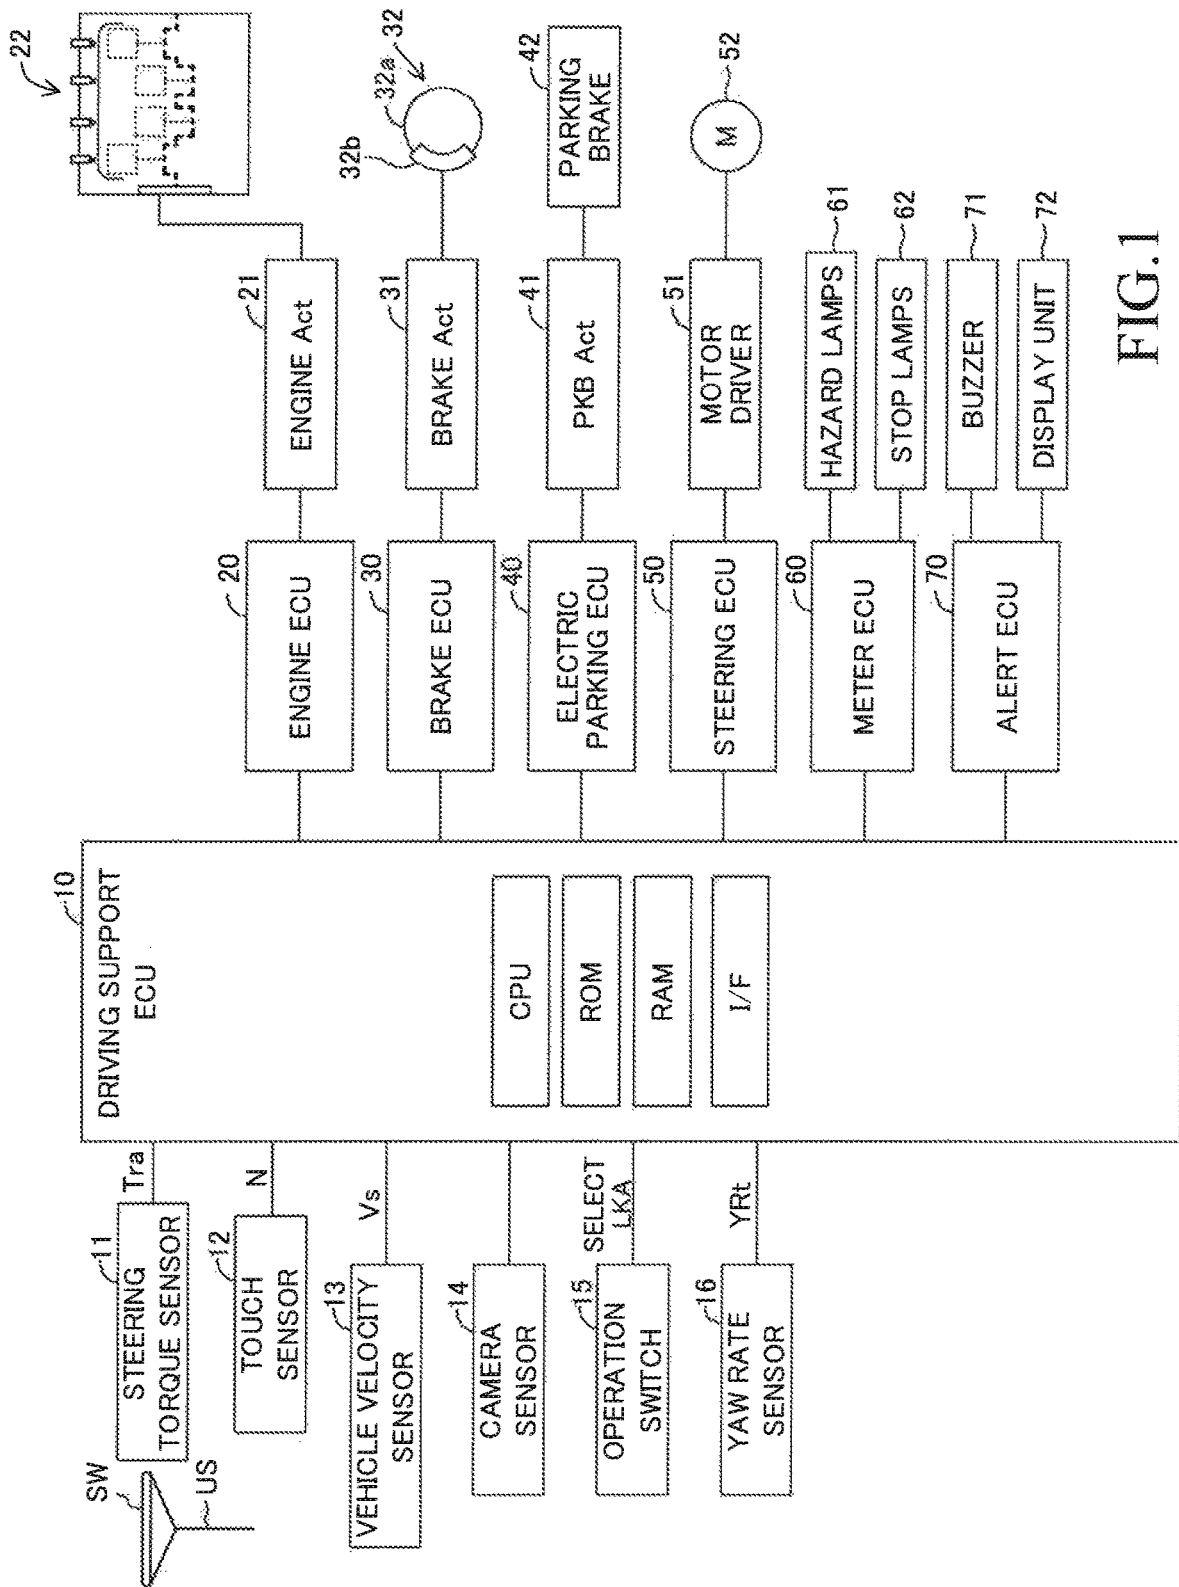 SW
US
11
STEERING
TORQUE SENSOR
Tra
12
TOUCH
SENSOR
N
13
VEHICLE VELOCITY
SENSOR
Vs
14
CAMERA
SENSOR
15
OPERATION
SWITCH
SELECT
LKA
16
YAW RATE
SENSOR
YRt
10
DRIVING SUPPORT
ECU
CPU
ROM
RAM
I/F
20
ENGINE ECU
21
ENGINE Act
22
30
BRAKE ECU
31
BRAKE Act
32b
32a
32
40
ELECTRIC
PARKING ECU
41
PKB Act
42
PARKING
BRAKE
50
STEERING ECU
51
MOTOR
DRIVER
M
52
60
METER ECU
HAZARD LAMPS
61
STOP LAMPS
62
70
ALERT ECU
BUZZER
71
DISPLAY UNIT
72
FIG.1